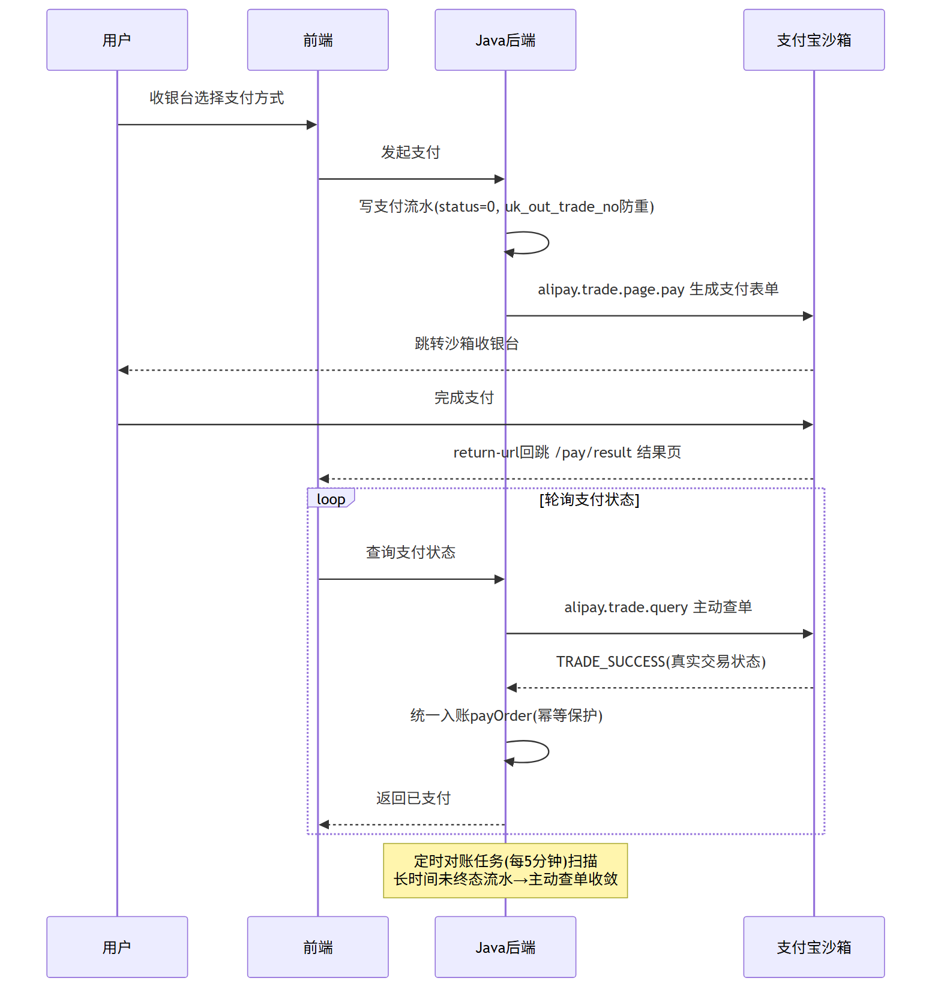 用户
前端
Java后端
支付宝沙箱
收银台选择支付方式
发起支付
写支付流水(status=0, uk_out_trade_no防重)
alipay.trade.page.pay 生成支付表单
跳转沙箱收银台
完成支付
return-url回跳 /pay/result 结果页
loop
[轮询支付状态]
查询支付状态
alipay.trade.query 主动查单
TRADE_SUCCESS(真实交易状态)
统一入账payOrder(幂等保护)
返回已支付
定时对账任务(每5分钟)扫描
长时间未终态流水→主动查单收敛
用户
前端
Java后端
支付宝沙箱